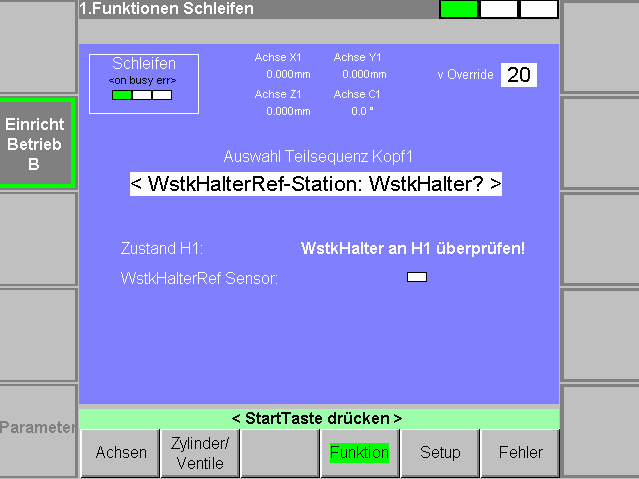 1.Funktionen Schleifen
Schleifen
<on busy err>
Achse X1
0.000mm
Achse Y1
0.000mm
Achse Z1
0.000mm
Achse C1
0.0 °
v Override
20
Einricht
Betrieb
B
Auswahl Teilsequenz Kopf1
< WstkHalterRef-Station: WstkHalter? >
Zustand H1:
WstkHalter an H1 überprüfen!
WstkHalterRef Sensor:
Parameter
< StartTaste drücken >
Achsen
Zylinder/
Ventile
Funktion
Setup
Fehler